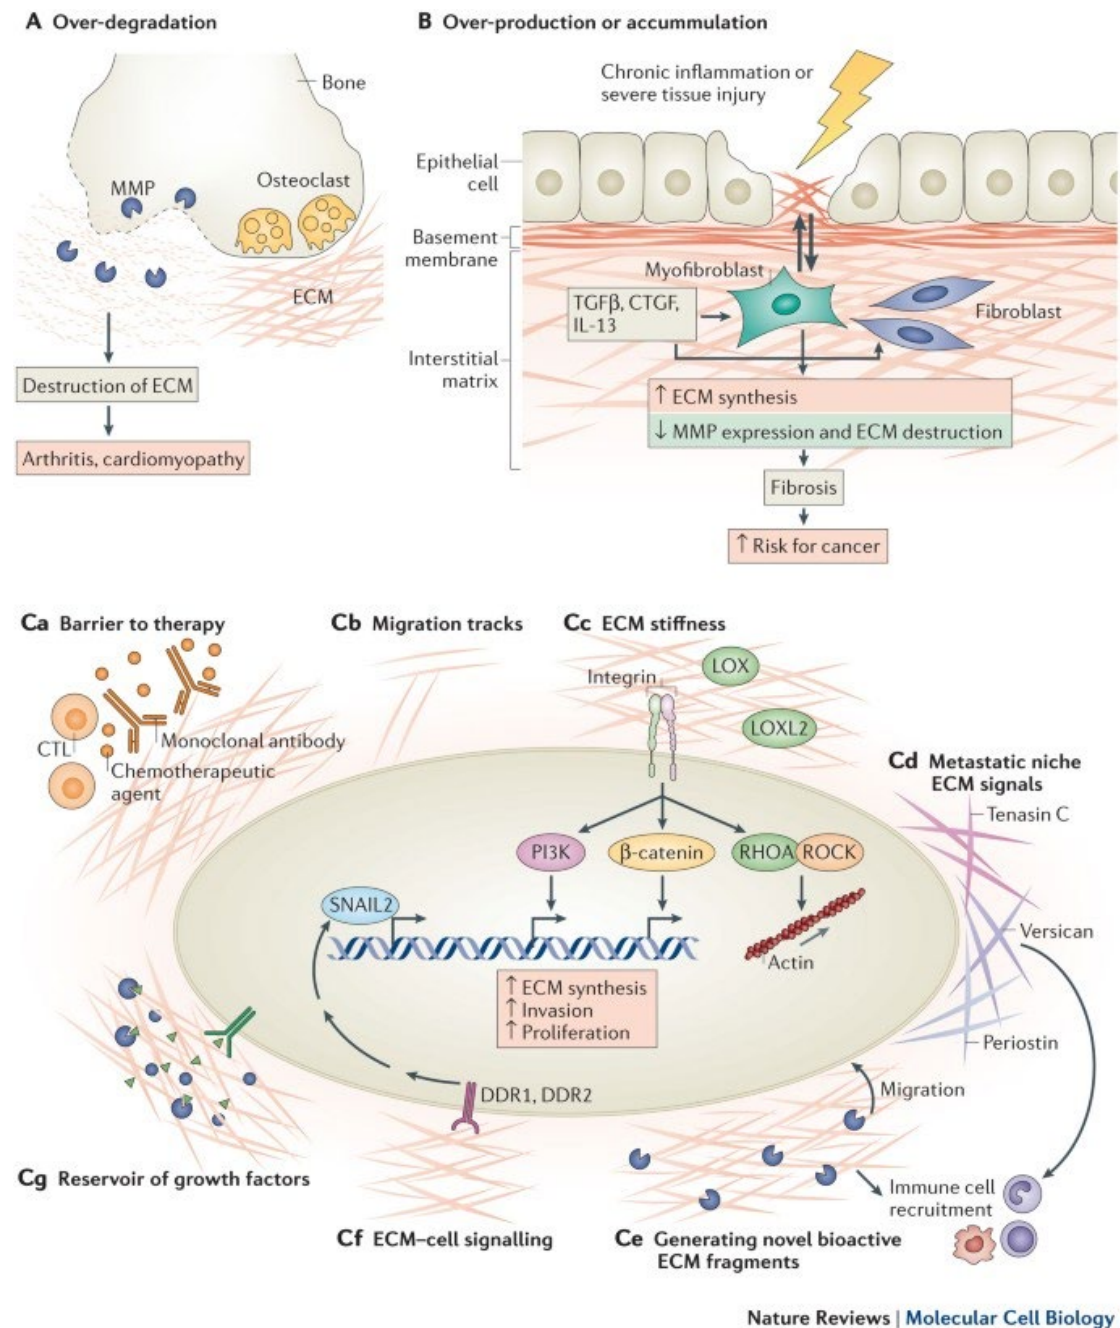 A Over-degradation
Bone
MMP
Osteoclast
ECM
Destruction of ECM
Arthritis, cardiomyopathy
B Over-production or accummulation
Chronic inflammation or
severe tissue injury
Epithelial
cell
Basement
membrane
Myofibroblast
TGFβ, CTGF,
IL-13
Fibroblast
Interstitial
matrix
↑ ECM synthesis
↓ MMP expression and ECM destruction
Fibrosis
↑ Risk for cancer
Ca Barrier to therapy
CTL
Monoclonal antibody
Chemotherapeutic
agent
Cb Migration tracks
Cc ECM stiffness
Integrin
LOX
LOXL2
Cd Metastatic niche
ECM signals
Tenasin C
Versican
Periostin
PI3K
β-catenin
RHOA
ROCK
SNAIL2
Actin
↑ ECM synthesis
↑ Invasion
↑ Proliferation
DDR1, DDR2
Migration
Immune cell
recruitment
Cg Reservoir of growth factors
Cf ECM–cell signalling
Ce Generating novel bioactive
ECM fragments
Nature Reviews | Molecular Cell Biology